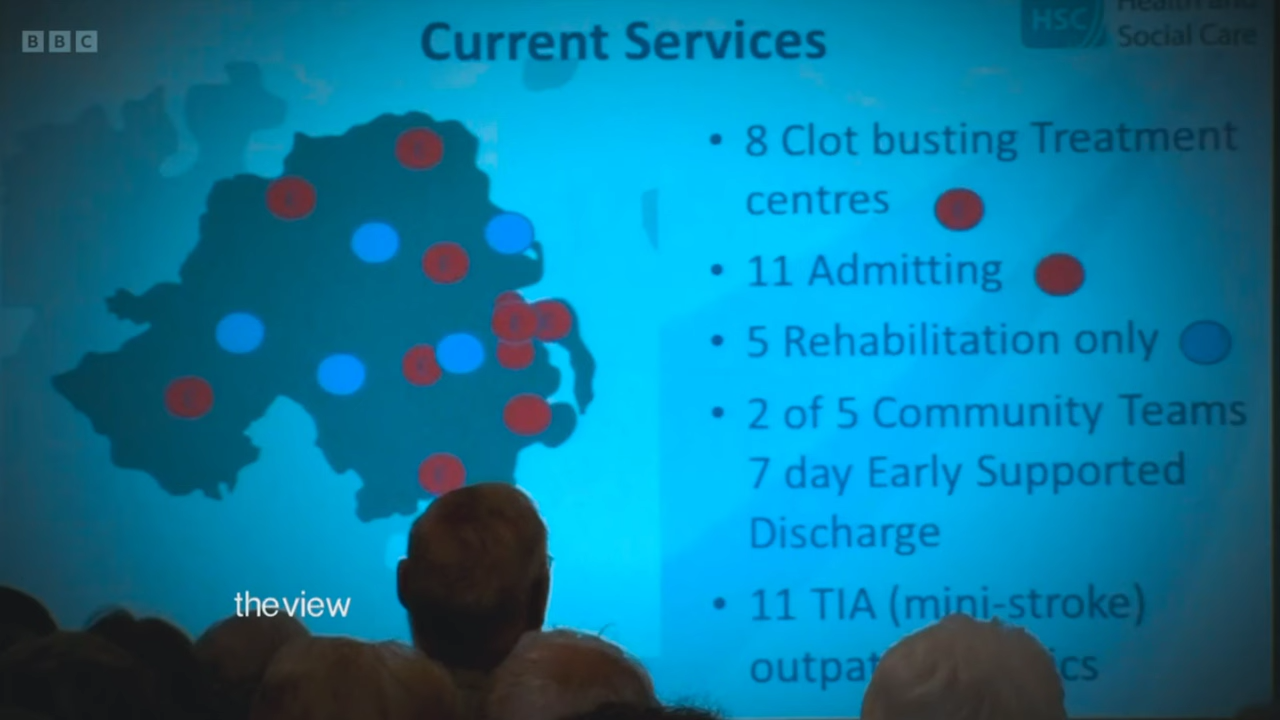 BBC
Current Services
HSC
Health and
Social Care
• 8 Clot busting Treatment
centres
• 11 Admitting
• 5 Rehabilitation only
• 2 of 5 Community Teams
7 day Early Supported
Discharge
• 11 TIA (mini-stroke)
theview